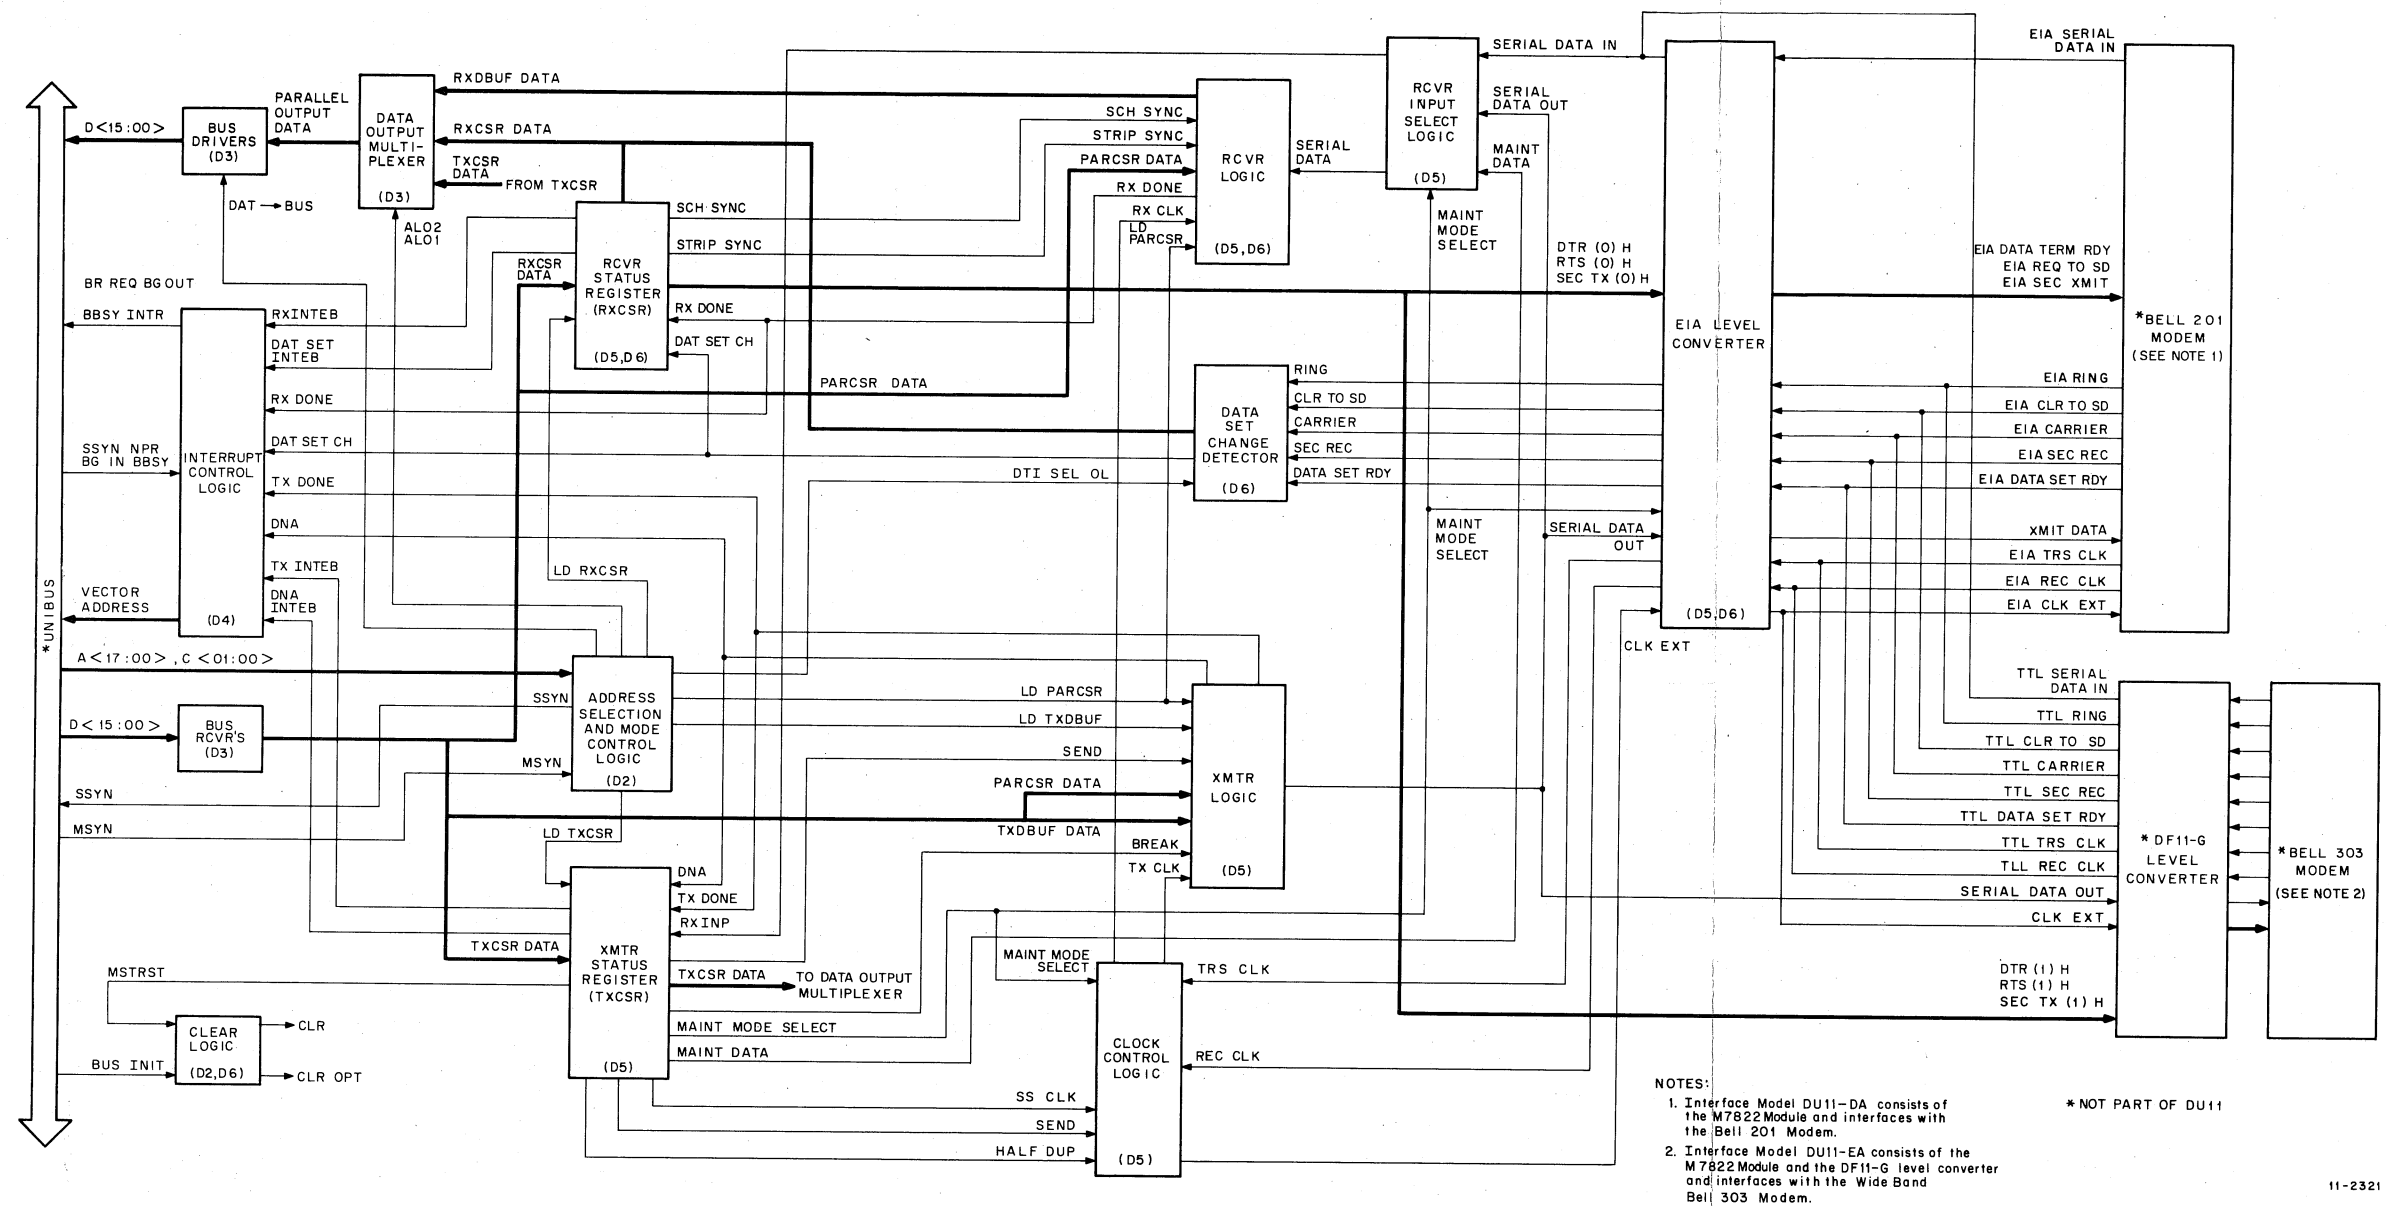 *UNIBUS
D<15:00>
BUS
DRIVERS
(D3)
PARALLEL
OUTPUT
DATA
DATA
OUTPUT
MULTI-
PLEXER
(D3)
RXDBUF DATA
RXCSR DATA
TXCSR
DATA
FROM TXCSR
DAT → BUS
ALO2
ALO1
BR REQ BG OUT
BBSY INTR
SSYN NPR
BG IN BBSY
VECTOR
ADDRESS
INTERRUPT
CONTROL
LOGIC
(D4)
RXINTEB
DAT SET
INTEB
RX DONE
DAT SET CH
TX DONE
DNA
TX INTEB
DNA
INTEB
RXCSR
DATA
RCVR
STATUS
REGISTER
(RXCSR)
(D5,D6)
SCH SYNC
STRIP SYNC
RX DONE
DAT SET CH
PARCSR DATA
SCH SYNC
STRIP SYNC
PARCSR DATA
RX DONE
RX CLK
LD
PARCSR
RCVR
LOGIC
(D5,D6)
SERIAL
DATA
RCVR
INPUT
SELECT
LOGIC
(D5)
SERIAL DATA IN
SERIAL
DATA OUT
MAINT
DATA
MAINT
MODE
SELECT
DTR (0) H
RTS (0) H
SEC TX (0) H
DATA
SET
CHANGE
DETECTOR
(D6)
RING
CLR TO SD
CARRIER
SEC REC
DATA SET RDY
DTI SEL OL
MAINT
MODE
SELECT
SERIAL DATA
OUT
CLK EXT
EIA LEVEL
CONVERTER
(D5,D6)
EIA SERIAL
DATA IN
EIA DATA TERM RDY
EIA REQ TO SD
EIA SEC XMIT
EIA RING
EIA CLR TO SD
EIA CARRIER
EIA SEC REC
EIA DATA SET RDY
XMIT DATA
EIA TRS CLK
EIA REC CLK
EIA CLK EXT
*BELL 201
MODEM
(SEE NOTE 1)
A<17:00>, C<01:00>
D<15:00>
BUS
RCVR'S
(D3)
SSYN
MSYN
SSYN
MSYN
LD RXCSR
ADDRESS
SELECTION
AND MODE
CONTROL
LOGIC
(D2)
LD TXCSR
LD PARCSR
LD TXDBUF
SEND
PARCSR DATA
TXDBUF DATA
BREAK
TX CLK
XMTR
LOGIC
(D5)
TXCSR DATA
XMTR
STATUS
REGISTER
(TXCSR)
(D5)
DNA
TX DONE
RX INP
TXCSR DATA
TO DATA OUTPUT
MULTIPLEXER
MAINT MODE SELECT
MAINT DATA
MSTRST
BUS INIT
CLEAR
LOGIC
(D2,D6)
CLR
CLR OPT
SS CLK
SEND
HALF DUP
MAINT MODE
SELECT
CLOCK
CONTROL
LOGIC
(D5)
TRS CLK
REC CLK
TTL SERIAL
DATA IN
TTL RING
TTL CLR TO SD
TTL CARRIER
TTL SEC REC
TTL DATA SET RDY
TTL TRS CLK
TLL REC CLK
SERIAL DATA OUT
CLK EXT
DTR (1) H
RTS (1) H
SEC TX (1) H
* DF11-G
LEVEL
CONVERTER
*BELL 303
MODEM
(SEE NOTE 2)
NOTES:
1. Interface Model DU11-DA consists of
the M7822 Module and interfaces with
the Bell 201 Modem.
2. Interface Model DU11-EA consists of the
M7822 Module and the DF11-G level converter
and interfaces with the Wide Band
Bell 303 Modem.
* NOT PART OF DU11
11-2321